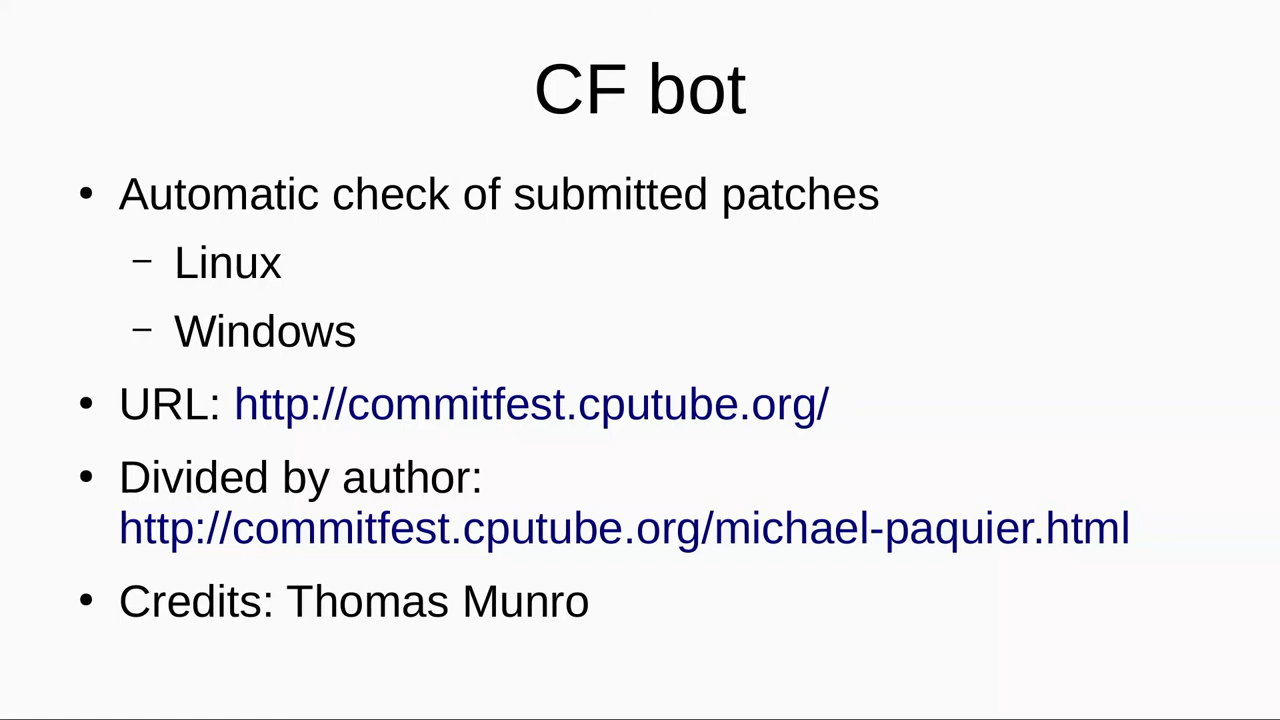 CF bot
• Automatic check of submitted patches
– Linux
– Windows
• URL: http://commitfest.cputube.org/
• Divided by author:
http://commitfest.cputube.org/michael-paquier.html
• Credits: Thomas Munro